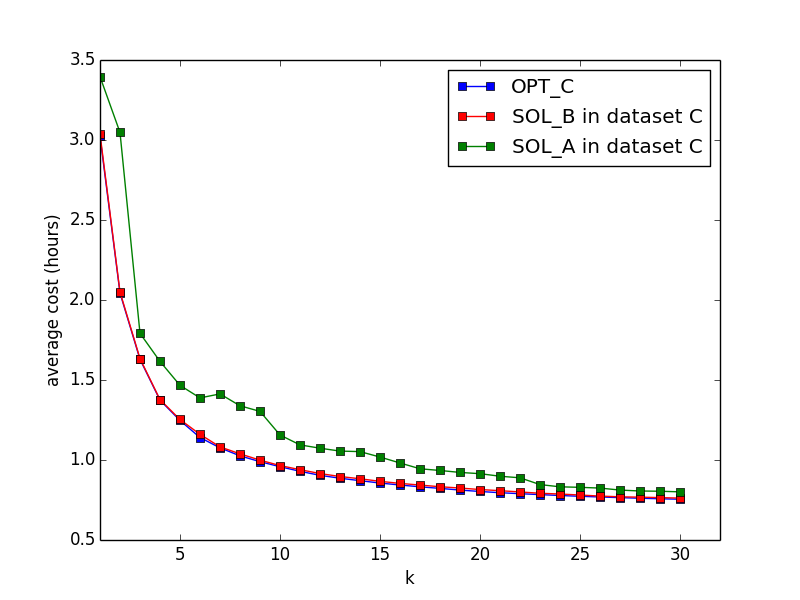 3.5
3.0
2.5
2.0
1.5
1.0
0.5
average cost (hours)
OPT_C
SOL_B in dataset C
SOL_A in dataset C
5 10 15 20 25 30
k